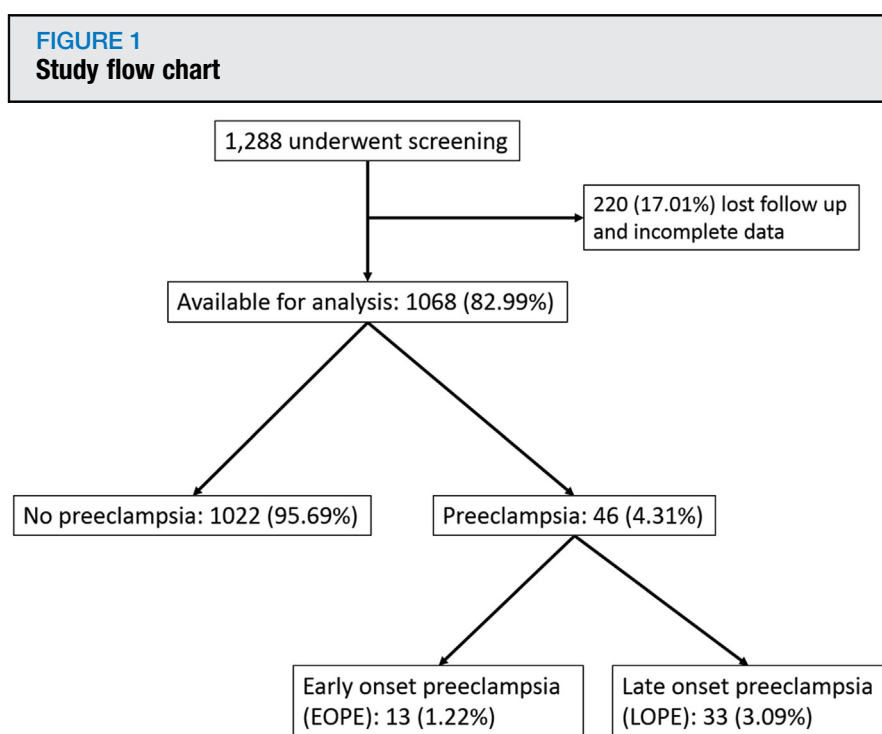 FIGURE 1
Study flow chart
1,288 underwent screening
220 (17.01%) lost follow up
and incomplete data
Available for analysis: 1068 (82.99%)
No preeclampsia: 1022 (95.69%)
Preeclampsia: 46 (4.31%)
Early onset preeclampsia
(EOPE): 13 (1.22%)
Late onset preeclampsia
(LOPE): 33 (3.09%)